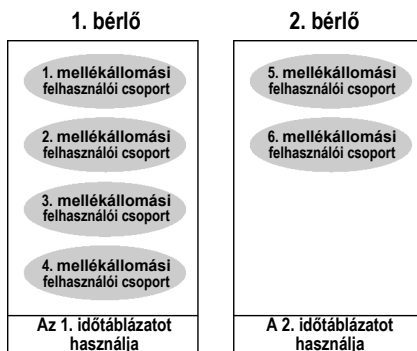 1. bérlő
1. mellékállomási
felhasználói csoport
2. mellékállomási
felhasználói csoport
3. mellékállomási
felhasználói csoport
4. mellékállomási
felhasználói csoport
Az 1. időtáblázatot
használja
2. bérlő
5. mellékállomási
felhasználói csoport
6. mellékállomási
felhasználói csoport
A 2. időtáblázatot
használja